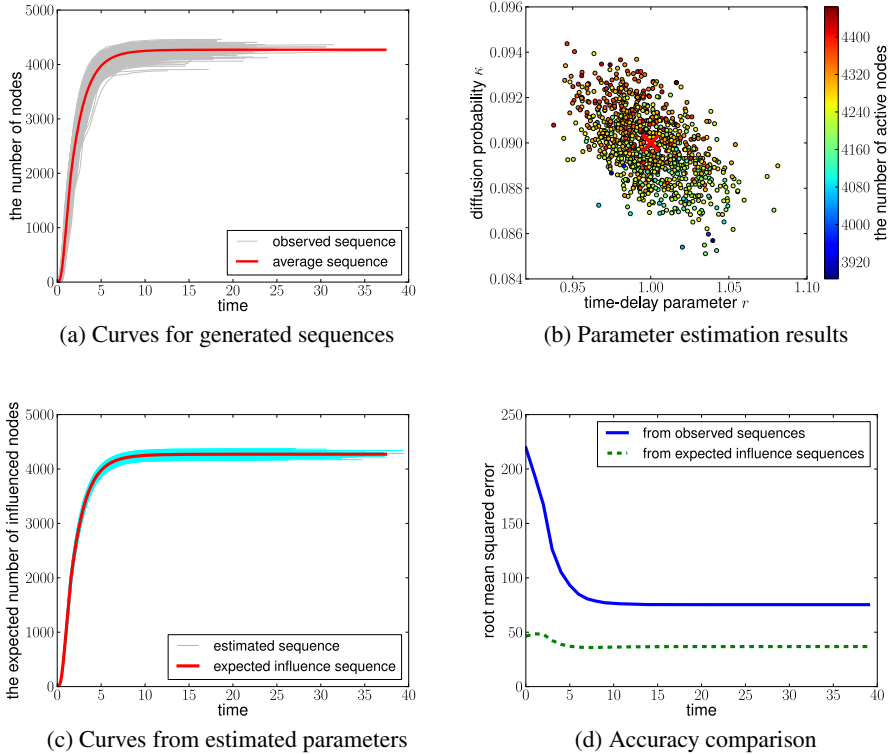 5000
4000
3000
2000
1000
0
0 5 10 15 20 25 30 35 40
the number of nodes
time
observed sequence
average sequence
(a) Curves for generated sequences
0.096
0.094
0.092
0.090
0.088
0.086
0.084
0.95 1.00 1.05 1.10
diffusion probability κ
time-delay parameter r
4400
4320
4240
4160
4080
4000
3920
the number of active nodes
(b) Parameter estimation results
5000
4000
3000
2000
1000
0
0 5 10 15 20 25 30 35 40
the expected number of influenced nodes
time
estimated sequence
expected influence sequence
(c) Curves from estimated parameters
250
200
150
100
50
0
0 5 10 15 20 25 30 35 40
root mean squared error
time
from observed sequences
from expected influence sequences
(d) Accuracy comparison